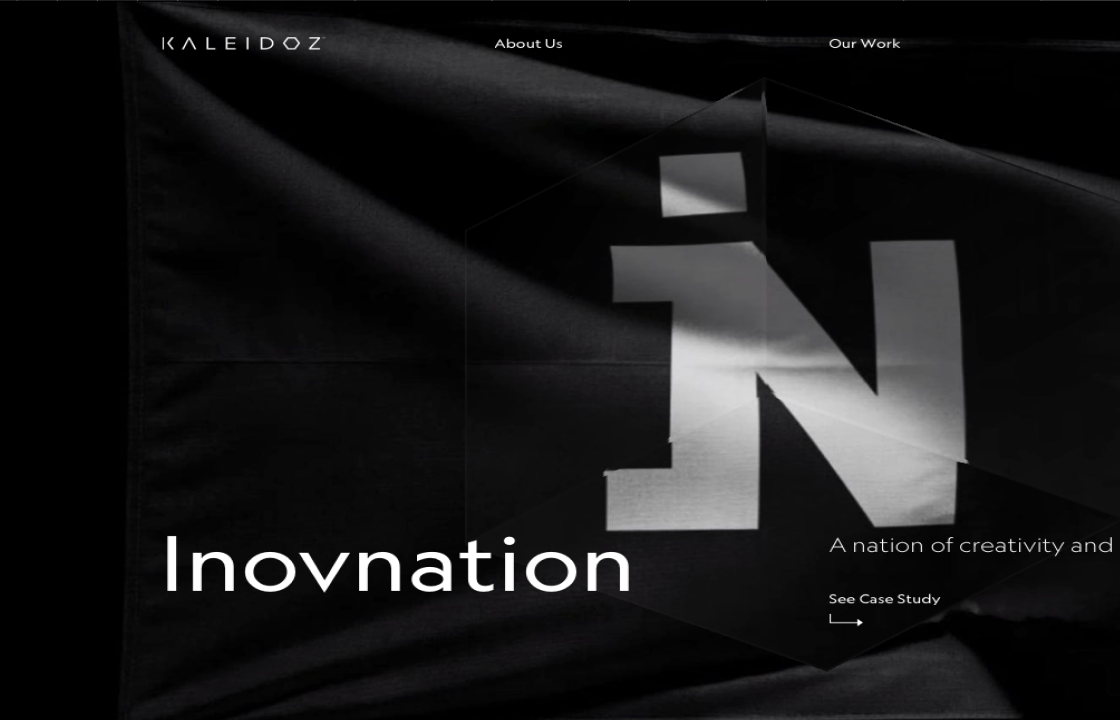 KALEIDOZ
About Us
Our Work
iN
Inovnation
A nation of creativity and
See Case Study